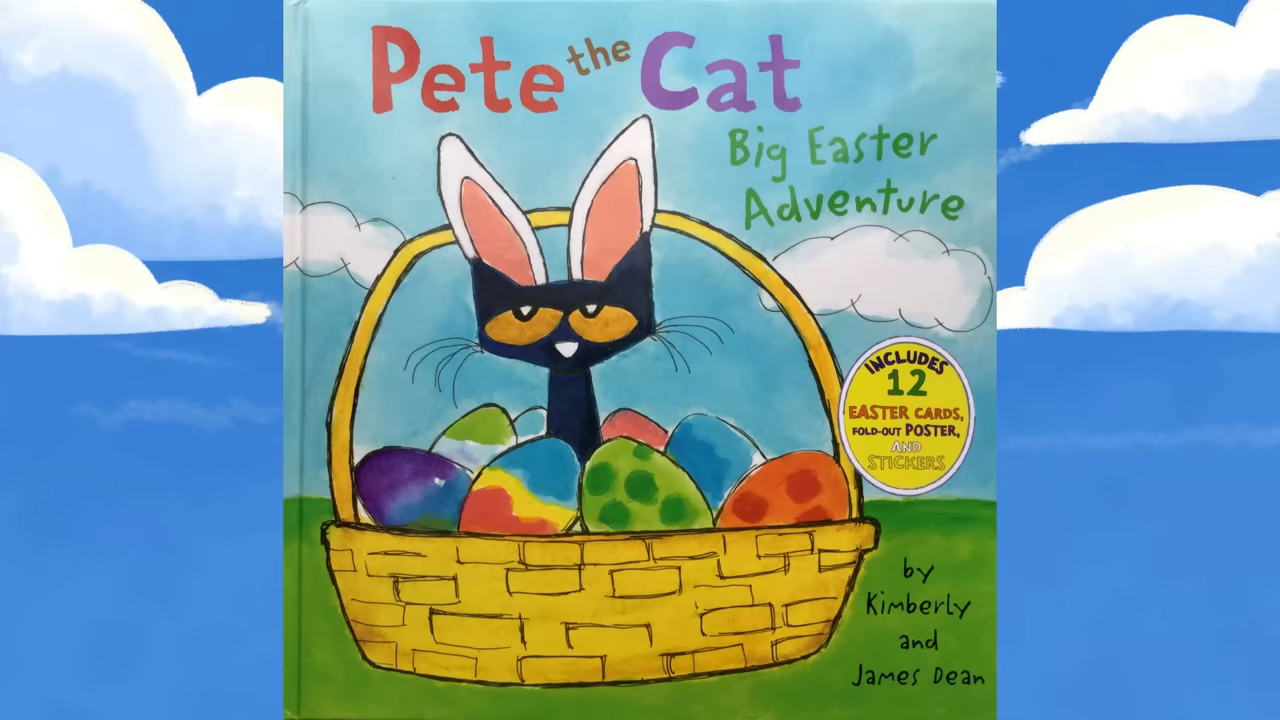 Pete the Cat
Big Easter
Adventure
INCLUDES
12
EASTER CARDS,
FOLD-OUT POSTER,
AND
STICKERS
by
Kimberly
and
James Dean